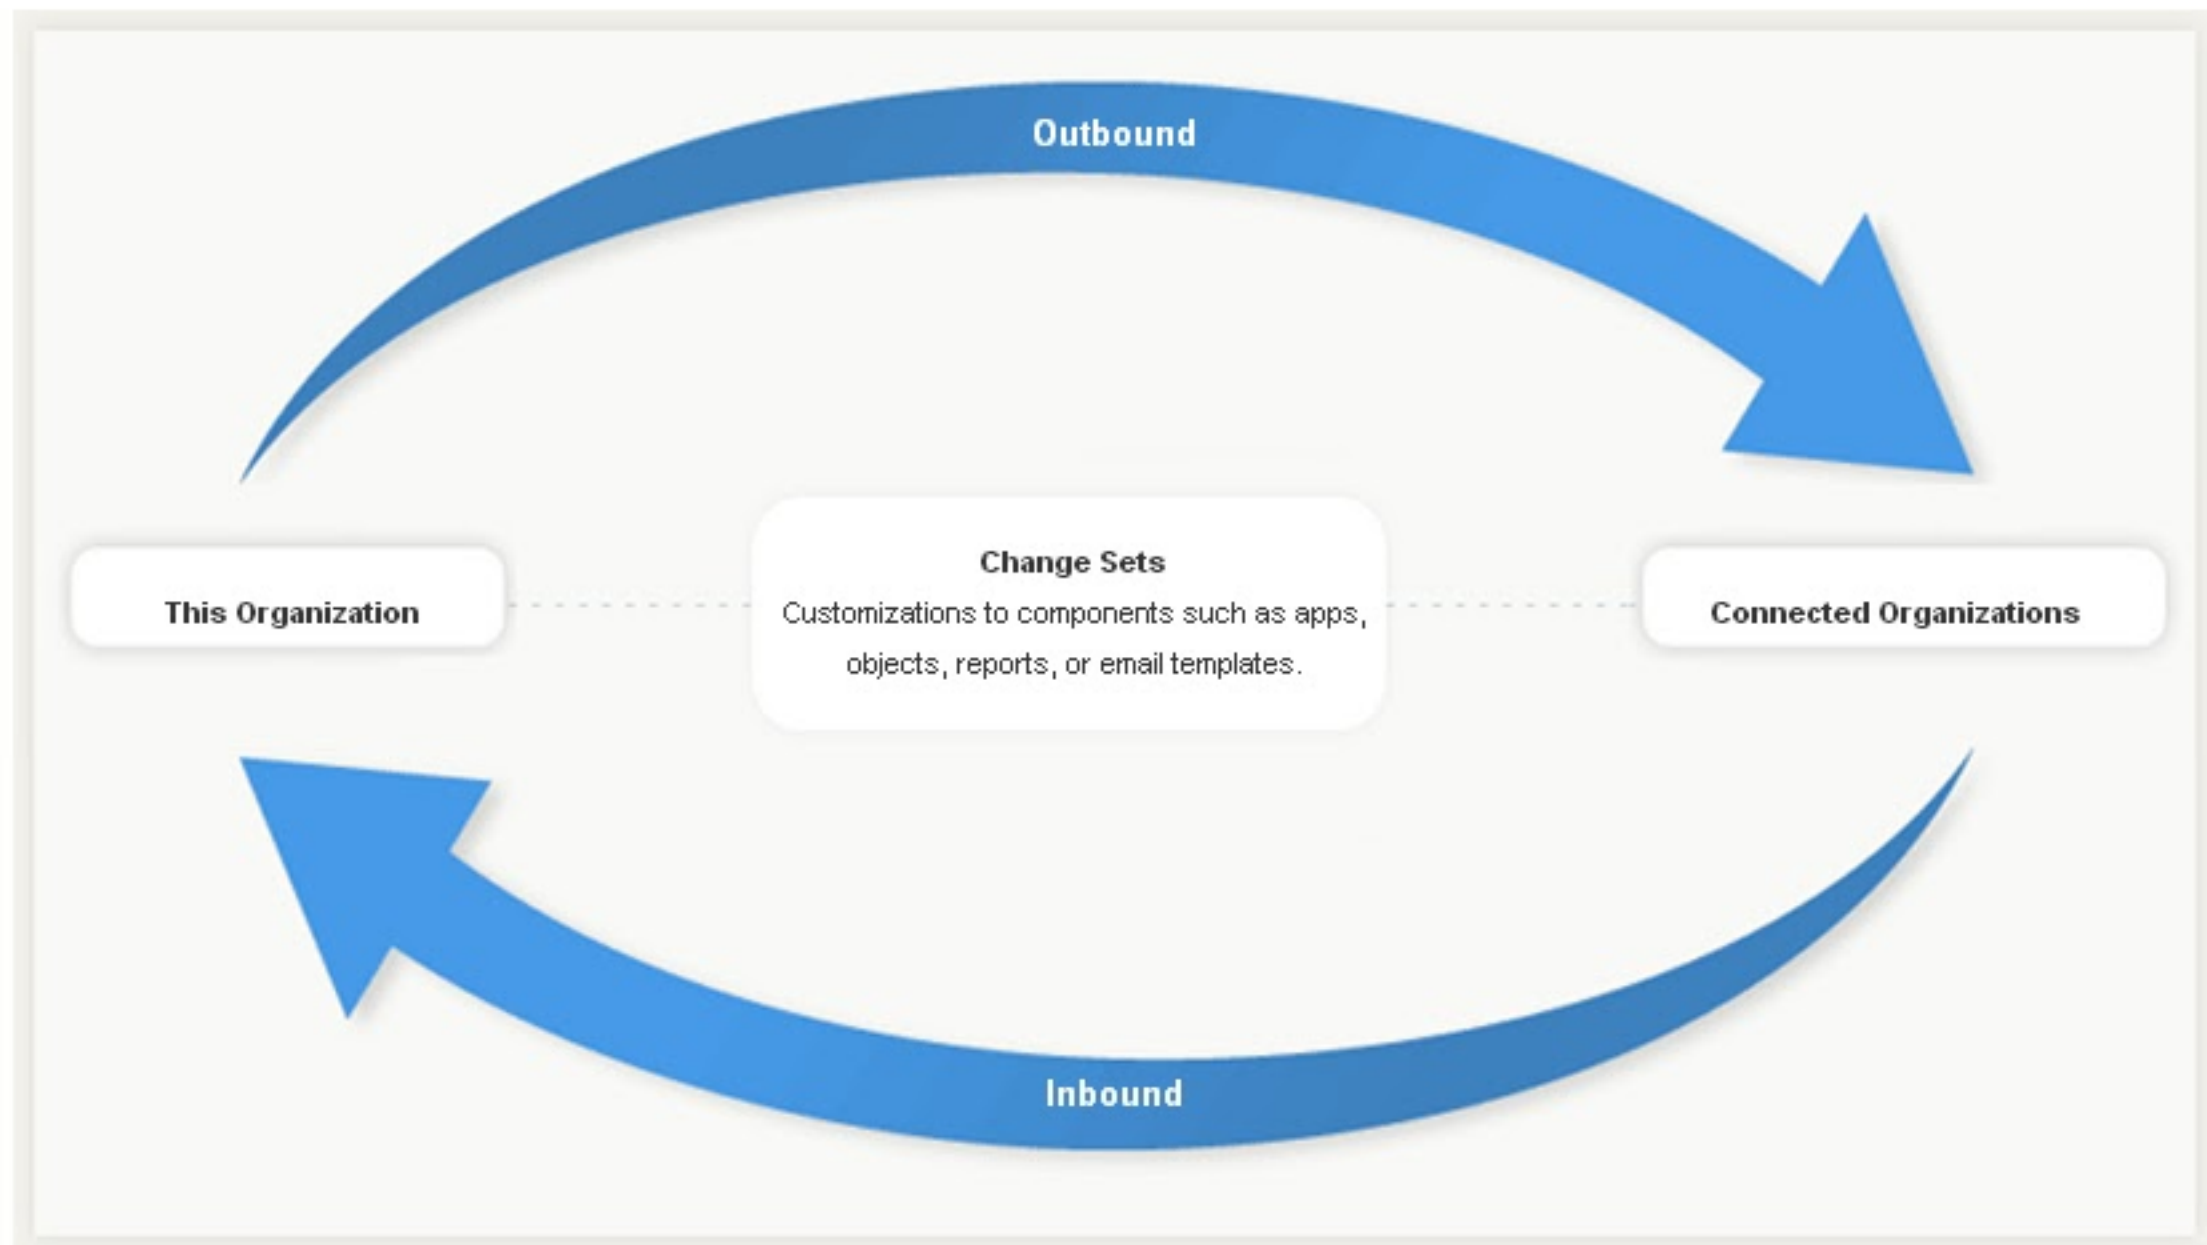 Outbound
This Organization
Change Sets
Customizations to components such as apps,
objects, reports, or email templates.
Connected Organizations
Inbound